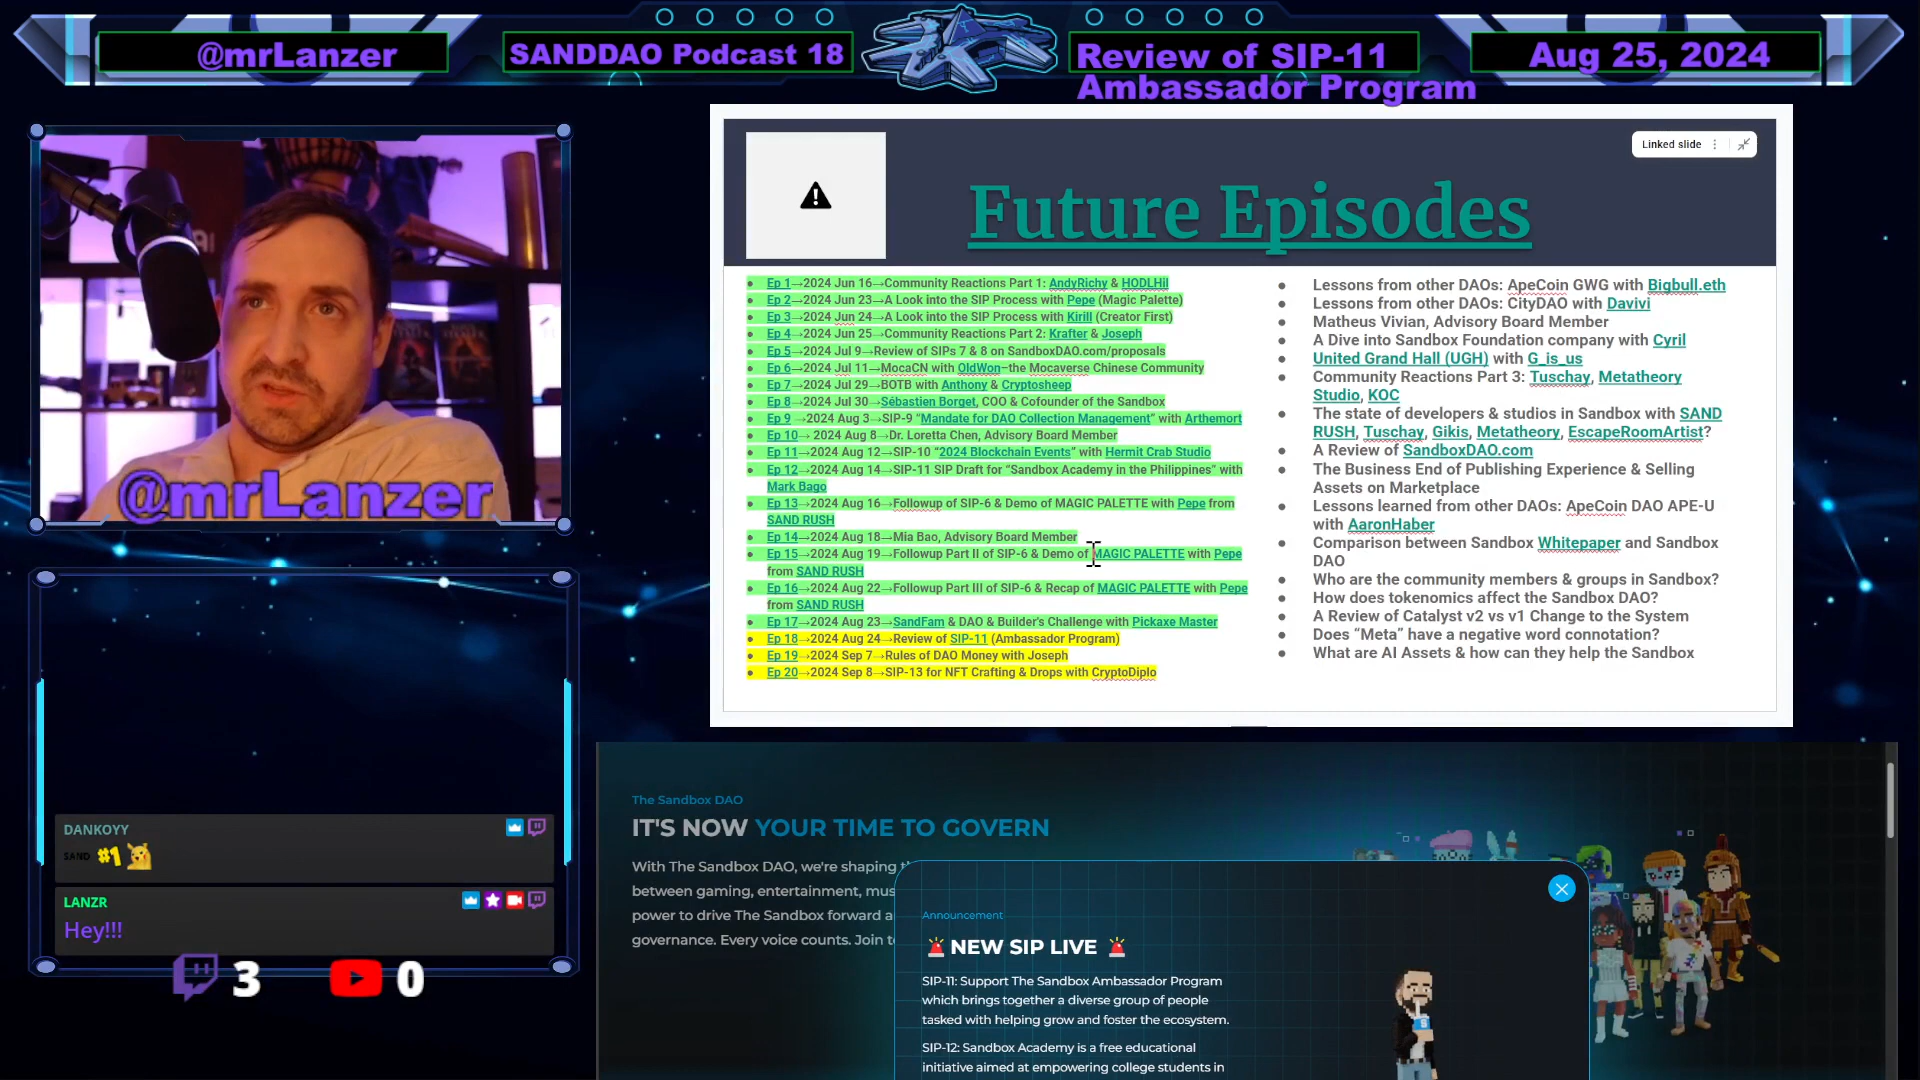 @mrLanzer
SANDDAO Podcast 18
Review of SIP-11
Ambassador Program
Aug 25, 2024
@mrLanzer
Linked slide
Future Episodes
Ep 1→2024 Jun 16→Community Reactions Part 1: AndyRichy & HODLHil
Ep 2→2024 Jun 23→A Look into the SIP Process with Pepe (Magic Palette)
Ep 3→2024 Jun 24→A Look into the SIP Process with Kirill (Creator First)
Ep 4→2024 Jun 25→Community Reactions Part 2: Krafter & Joseph
Ep 5→2024 Jul 9→Review of SIPs 7 & 8 on SandboxDAO.com/proposals
Ep 6→2024 Jul 11→MocaCN with OldWon–the Mocaverse Chinese Community
Ep 7→2024 Jul 29→BOTB with Anthony & Cryptosheep
Ep 8→2024 Jul 30→Sébastien Borget, COO & Cofounder of the Sandbox
Ep 9 →2024 Aug 3→SIP-9 “Mandate for DAO Collection Management” with Arthemort
Ep 10→ 2024 Aug 8→Dr. Loretta Chen, Advisory Board Member
Ep 11→2024 Aug 12→SIP-10 “2024 Blockchain Events” with Hermit Crab Studio
Ep 12→2024 Aug 14→SIP-11 SIP Draft for “Sandbox Academy in the Philippines” with
Mark Bago
Ep 13→2024 Aug 16→Followup of SIP-6 & Demo of MAGIC PALETTE with Pepe from
SAND RUSH
Ep 14→2024 Aug 18→Mia Bao, Advisory Board Member
Ep 15→2024 Aug 19→Followup Part II of SIP-6 & Demo of MAGIC PALETTE with Pepe
from SAND RUSH
Ep 16→2024 Aug 22→Followup Part III of SIP-6 & Recap of MAGIC PALETTE with Pepe
from SAND RUSH
Ep 17→2024 Aug 23→SandFam & DAO & Builder's Challenge with Pickaxe Master
Ep 18→2024 Aug 24→Review of SIP-11 (Ambassador Program)
Ep 19→2024 Sep 7→Rules of DAO Money with Joseph
Ep 20→2024 Sep 8→SIP-13 for NFT Crafting & Drops with CryptoDiplo
Lessons from other DAOs: ApeCoin GWG with Bigbull.eth
Lessons from other DAOs: CityDAO with Davivi
Matheus Vivian, Advisory Board Member
A Dive into Sandbox Foundation company with Cyril
United Grand Hall (UGH) with G_is_us
Community Reactions Part 3: Tuschay, Metatheory
Studio, KOC
The state of developers & studios in Sandbox with SAND
RUSH, Tuschay, Gikis, Metatheory, EscapeRoomArtist?
A Review of SandboxDAO.com
The Business End of Publishing Experience & Selling
Assets on Marketplace
Lessons learned from other DAOs: ApeCoin DAO APE-U
with AaronHaber
Comparison between Sandbox Whitepaper and Sandbox
DAO
Who are the community members & groups in Sandbox?
How does tokenomics affect the Sandbox DAO?
A Review of Catalyst v2 vs v1 Change to the System
Does “Meta” have a negative word connotation?
What are AI Assets & how can they help the Sandbox
DANKOYY
SAND #1
LANZR
Hey!!!
3
0
The Sandbox DAO
IT'S NOW YOUR TIME TO GOVERN
With The Sandbox DAO, we're shaping
between gaming, entertainment, mus
power to drive The Sandbox forward a
governance. Every voice counts. Join t
Announcement
NEW SIP LIVE
SIP-11: Support The Sandbox Ambassador Program
which brings together a diverse group of people
tasked with helping grow and foster the ecosystem.
SIP-12: Sandbox Academy is a free educational
initiative aimed at empowering college students in